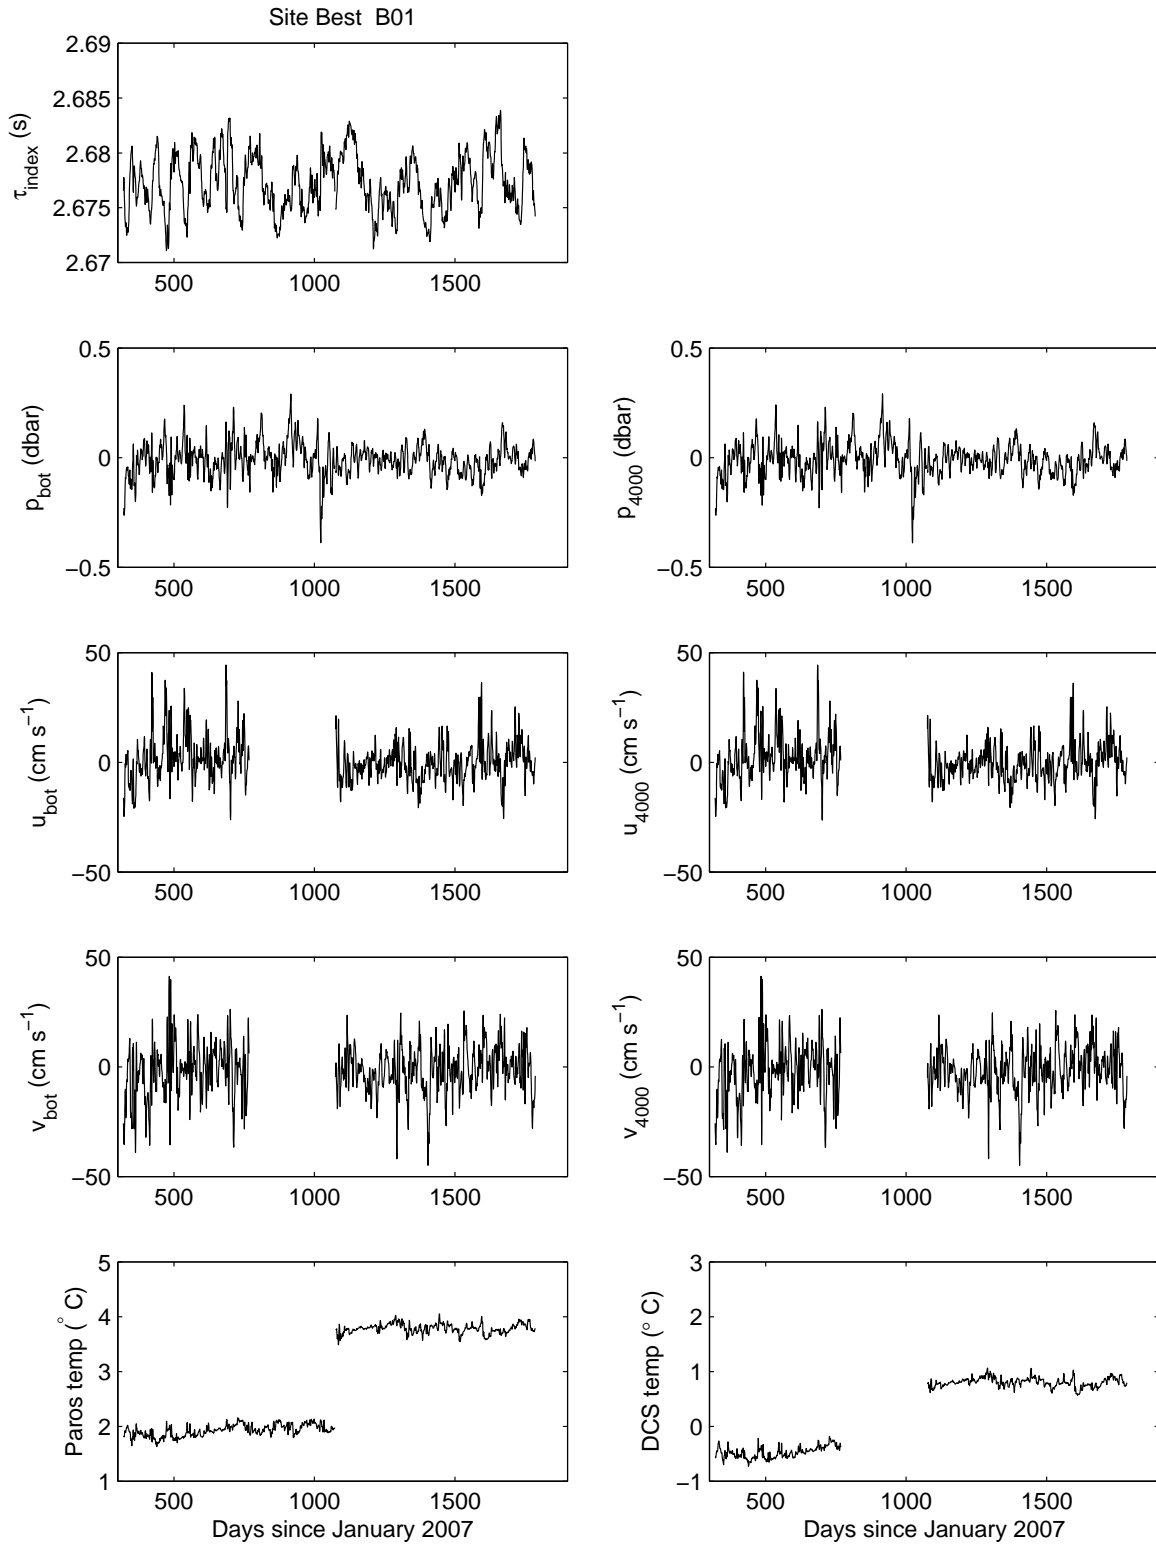 Site Best B01
2.69
2.685
2.68
2.675
2.67
τindex (s)
500 1000 1500
0.5
0
−0.5
pbot (dbar)
500 1000 1500
0.5
0
−0.5
p4000 (dbar)
500 1000 1500
50
0
−50
ubot (cm s−1)
500 1000 1500
50
0
−50
u4000 (cm s−1)
500 1000 1500
50
0
−50
vbot (cm s−1)
500 1000 1500
50
0
−50
v4000 (cm s−1)
500 1000 1500
5
4
3
2
1
Paros temp (° C)
500 1000 1500
Days since January 2007
3
2
1
0
−1
DCS temp (° C)
500 1000 1500
Days since January 2007